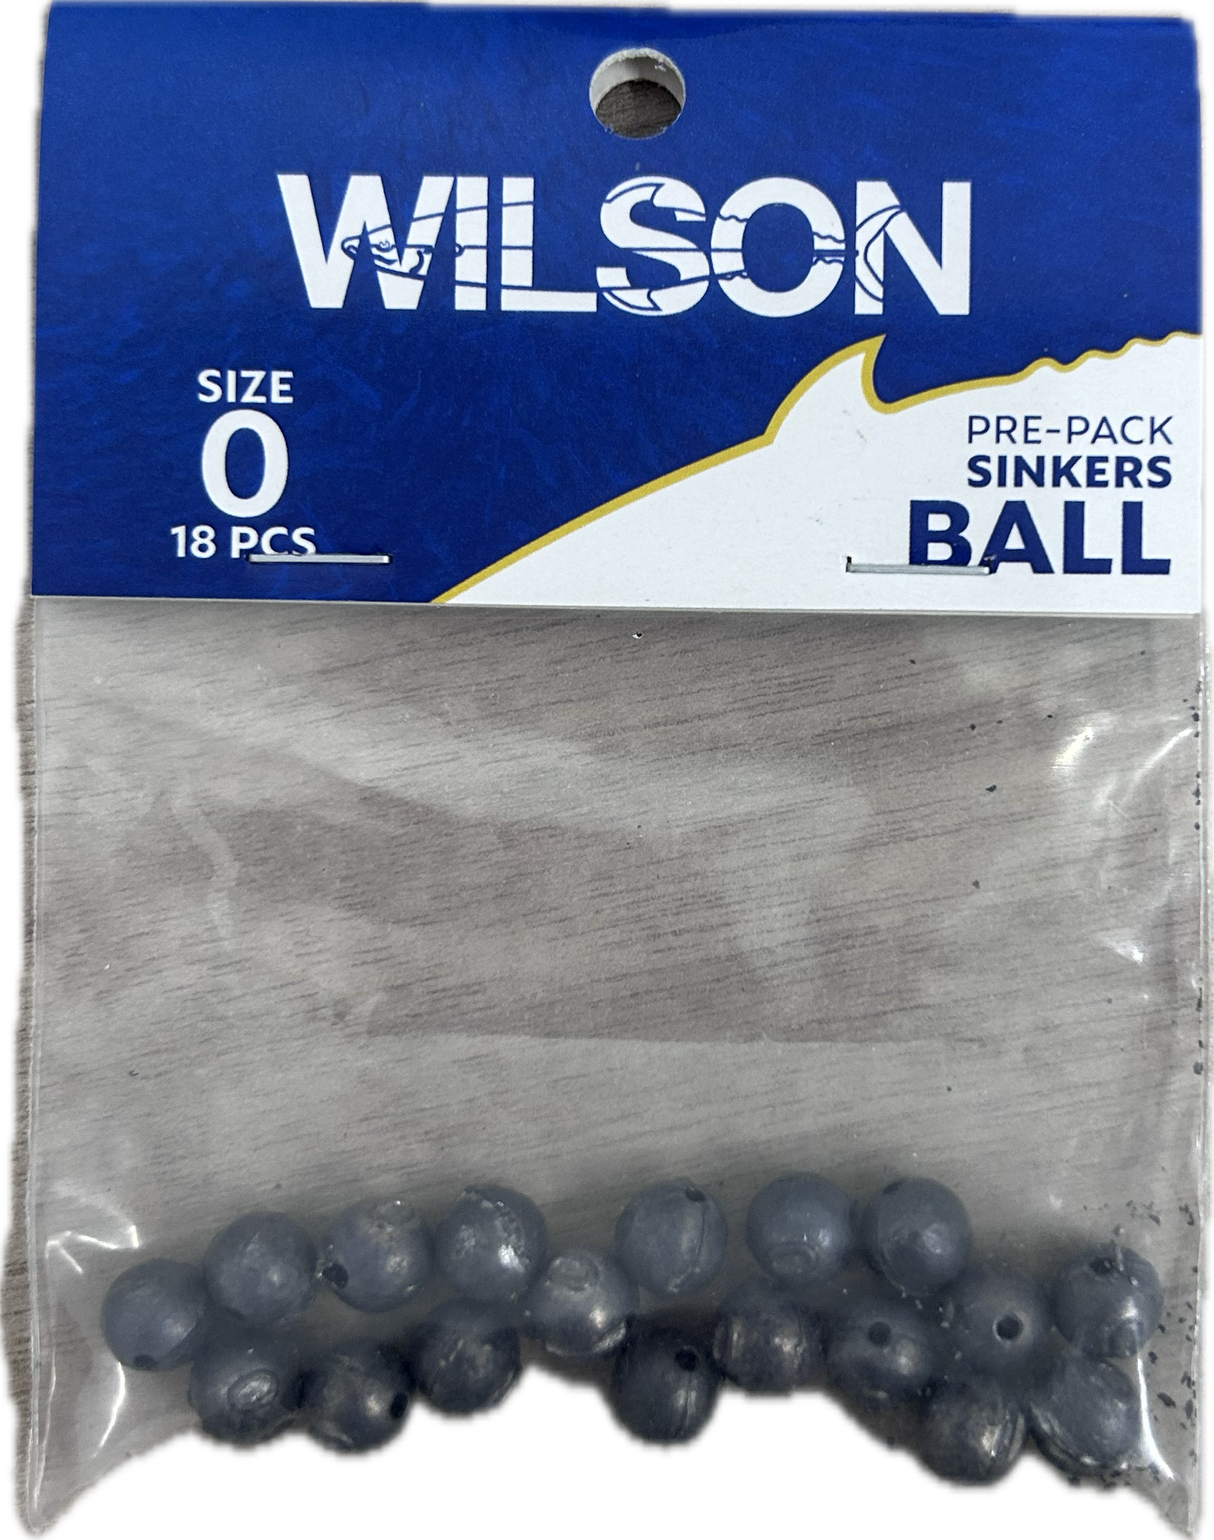 WILSON
SIZE
0
18 PCS
PRE-PACK
SINKERS
BALL